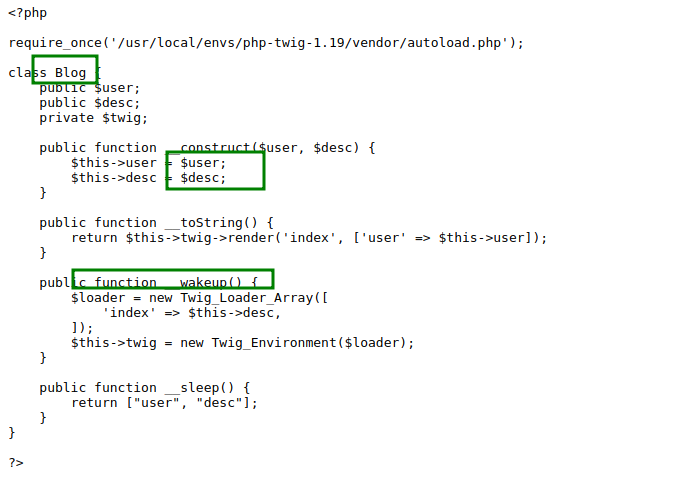 <?php
require_once('/usr/local/envs/php-twig-1.19/vendor/autoload.php');
class Blog {
public $user;
public $desc;
private $twig;
public function __construct($user, $desc) {
$this->user = $user;
$this->desc = $desc;
}
public function __toString() {
return $this->twig->render('index', ['user' => $this->user]);
}
public function __wakeup() {
$loader = new Twig_Loader_Array([
'index' => $this->desc,
]);
$this->twig = new Twig_Environment($loader);
}
public function __sleep() {
return ["user", "desc"];
}
}
?>